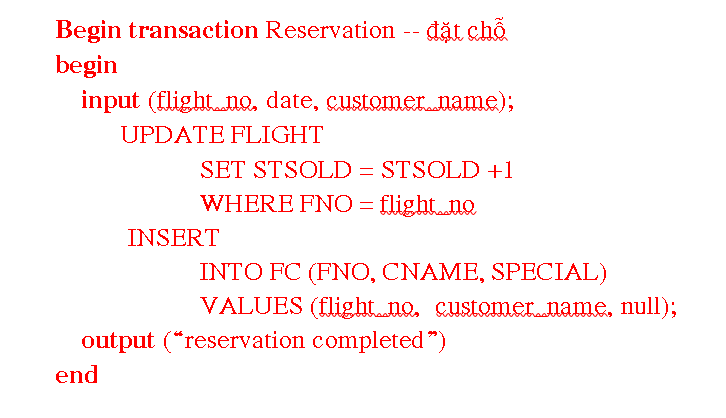 Begin transaction Reservation -- đặt chỗ
begin
input (flight_no, date, customer_name);
UPDATE FLIGHT
SET STSOLD = STSOLD +1
WHERE FNO = flight_no
INSERT
INTO FC (FNO, CNAME, SPECIAL)
VALUES (flight_no, customer_name, null);
output (“reservation completed”)
end